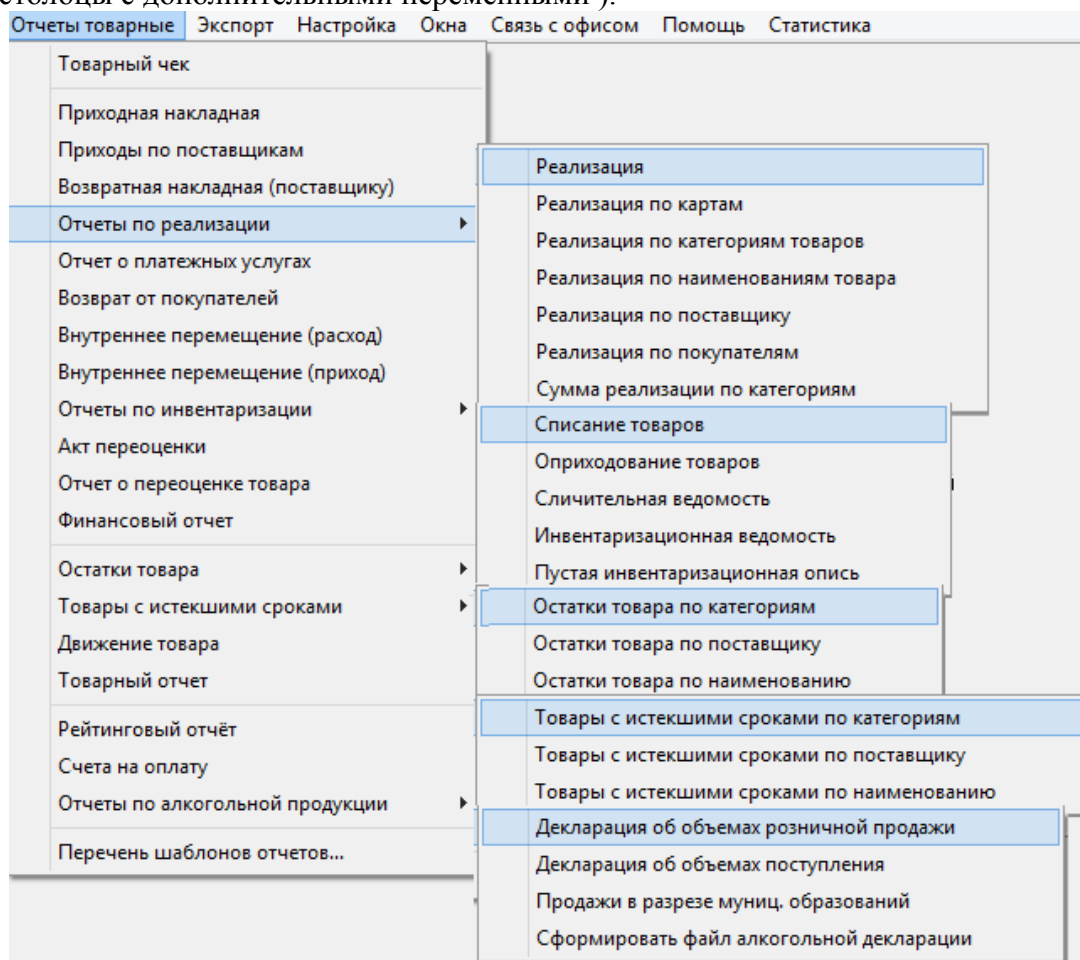 столбцы с дополнительными переменными ).
Отчеты товарные Экспорт Настройка Окна Связь с офисом Помощь Статистика
Товарный чек
Приходная накладная
Приходы по поставщикам
Возвратная накладная (поставщику)
Отчеты по реализации
Отчет о платежных услугах
Возврат от покупателей
Внутреннее перемещение (расход)
Внутреннее перемещение (приход)
Отчеты по инвентаризации
Акт переоценки
Отчет о переоценке товара
Финансовый отчет
Остатки товара
Товары с истекшими сроками
Движение товара
Товарный отчет
Рейтинговый отчёт
Счета на оплату
Отчеты по алкогольной продукции
Перечень шаблонов отчетов...
Реализация
Реализация по картам
Реализация по категориям товаров
Реализация по наименованиям товара
Реализация по поставщику
Реализация по покупателям
Сумма реализации по категориям
Списание товаров
Оприходование товаров
Сличительная ведомость
Инвентаризационная ведомость
Пустая инвентаризационная опись
Остатки товара по категориям
Остатки товара по поставщику
Остатки товара по наименованию
Товары с истекшими сроками по категориям
Товары с истекшими сроками по поставщику
Товары с истекшими сроками по наименованию
Декларация об объемах розничной продажи
Декларация об объемах поступления
Продажи в разрезе муниц. образований
Сформировать файл алкогольной декларации